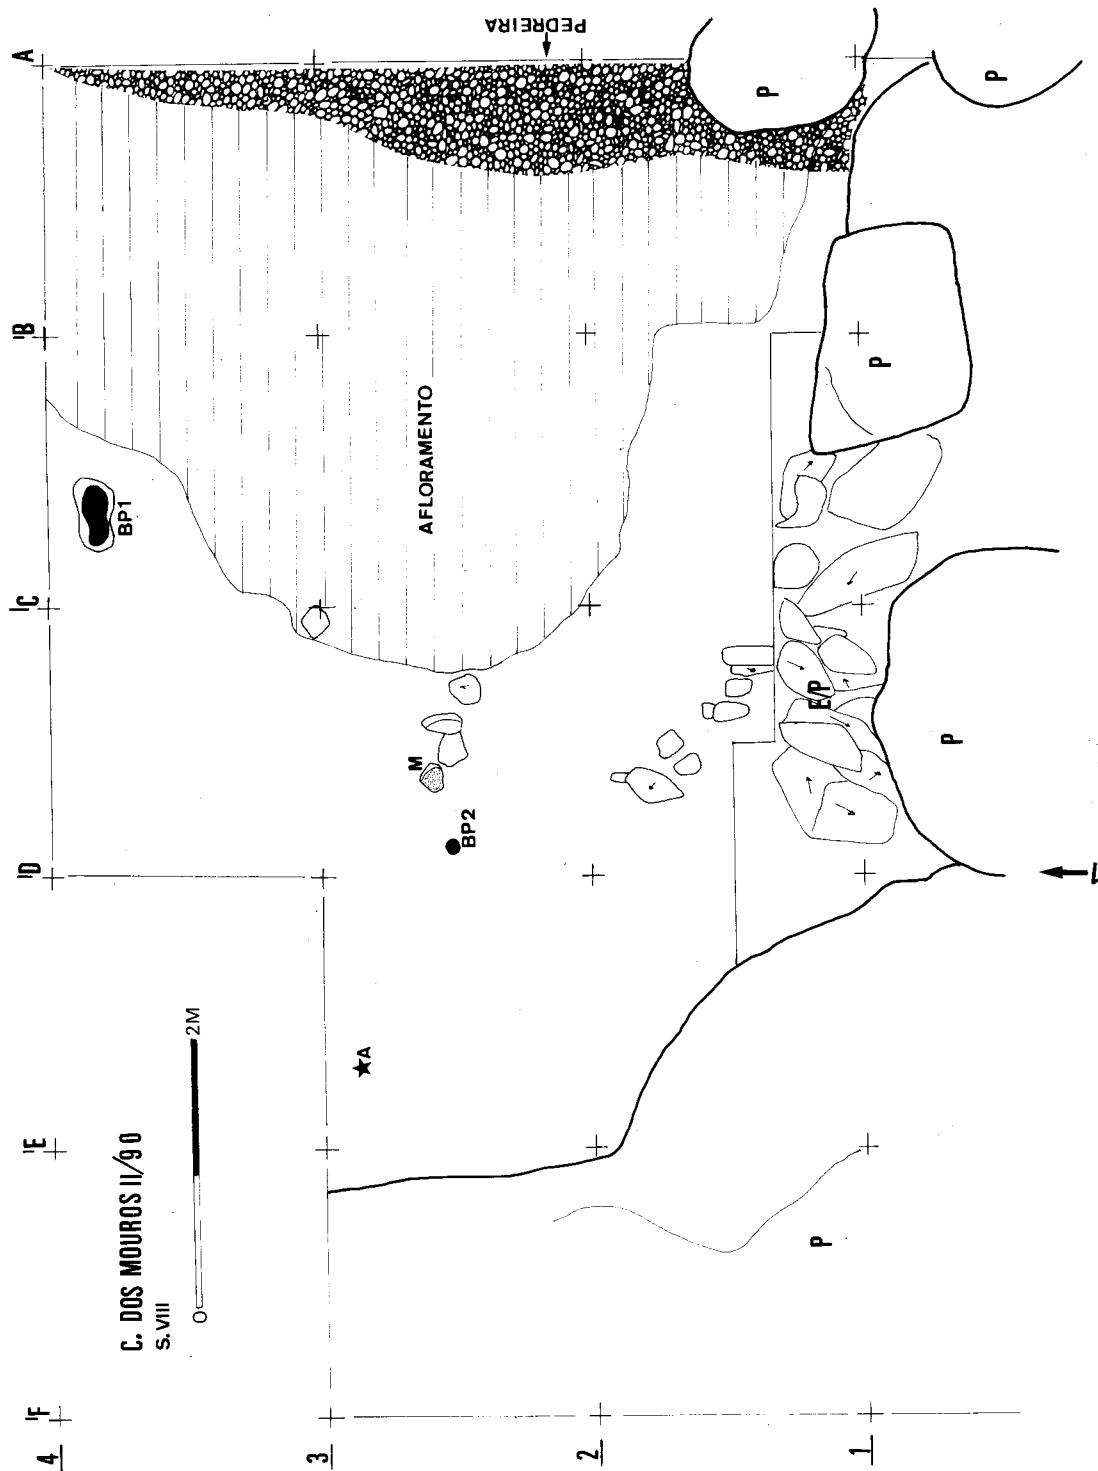 C. DOS MOUROS II/90
S. VIII
0 2M
PEDREIRA
AFLORAMENTO
BP1
BP2
M
A
E/P
P
P
P
P
P
A
'B
'C
'D
'E
'F
4
3
2
1